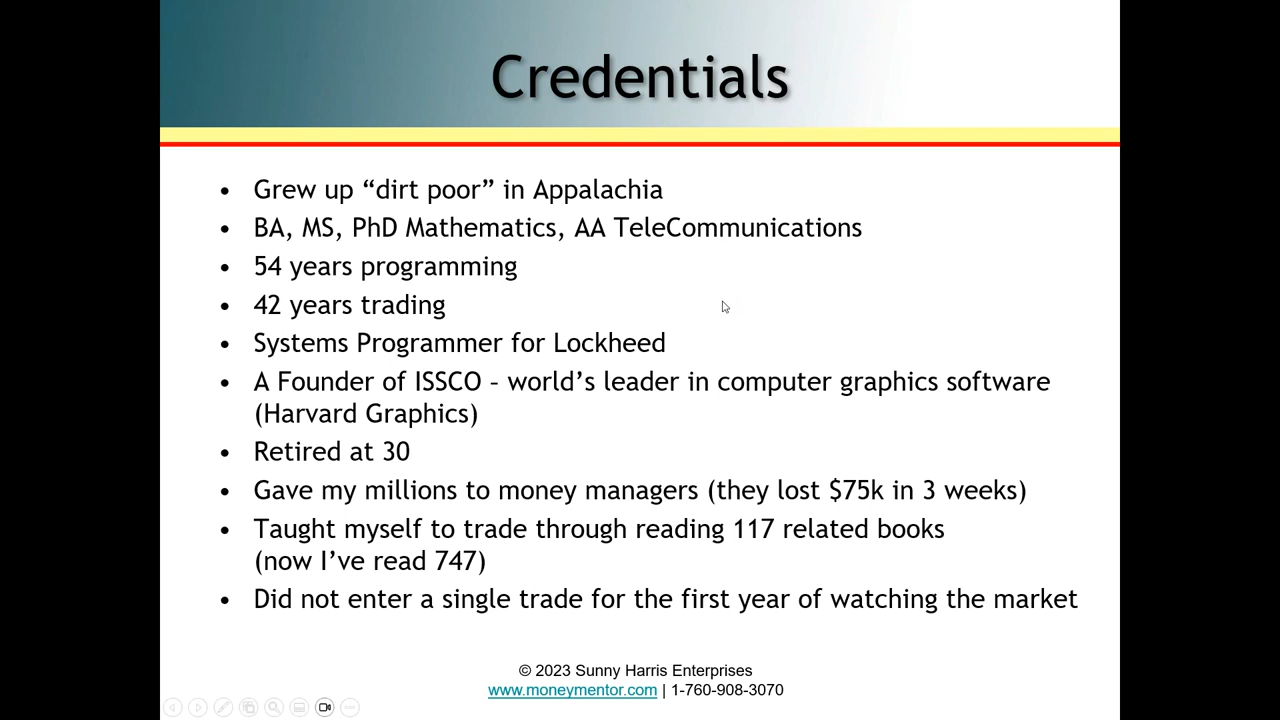 Credentials
• Grew up “dirt poor” in Appalachia
• BA, MS, PhD Mathematics, AA TeleCommunications
• 54 years programming
• 42 years trading
• Systems Programmer for Lockheed
• A Founder of ISSCO – world’s leader in computer graphics software
(Harvard Graphics)
• Retired at 30
• Gave my millions to money managers (they lost $75k in 3 weeks)
• Taught myself to trade through reading 117 related books
(now I’ve read 747)
• Did not enter a single trade for the first year of watching the market
© 2023 Sunny Harris Enterprises
www.moneymentor.com | 1-760-908-3070